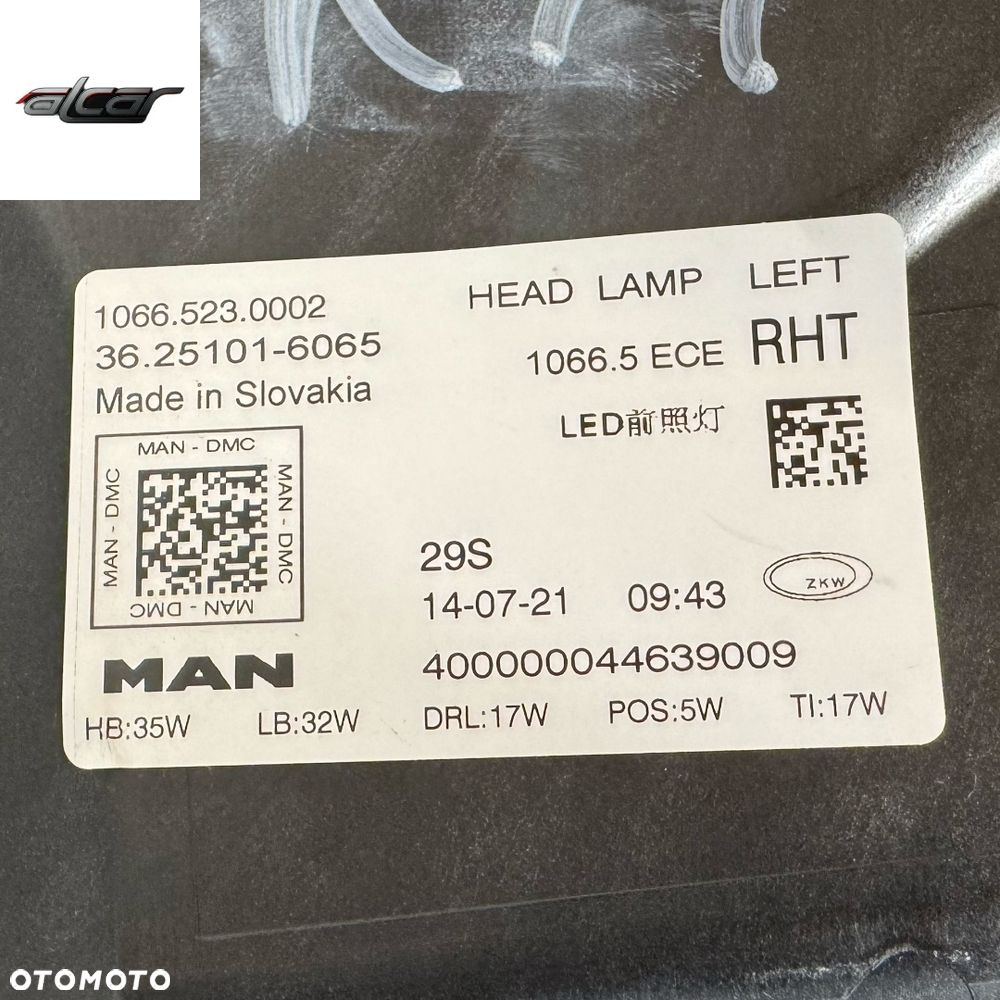 alcar
1066.523.0002
36.25101-6065
Made in Slovakia
HEAD LAMP LEFT
1066.5 ECE RHT
LED前照灯
MAN - DMC
MAN - DMC
MAN - DMC
MAN - DMC
29S
14-07-21 09:43
ZKW
400000044639009
MAN
HB:35W LB:32W DRL:17W POS:5W TI:17W
OTOMOTO